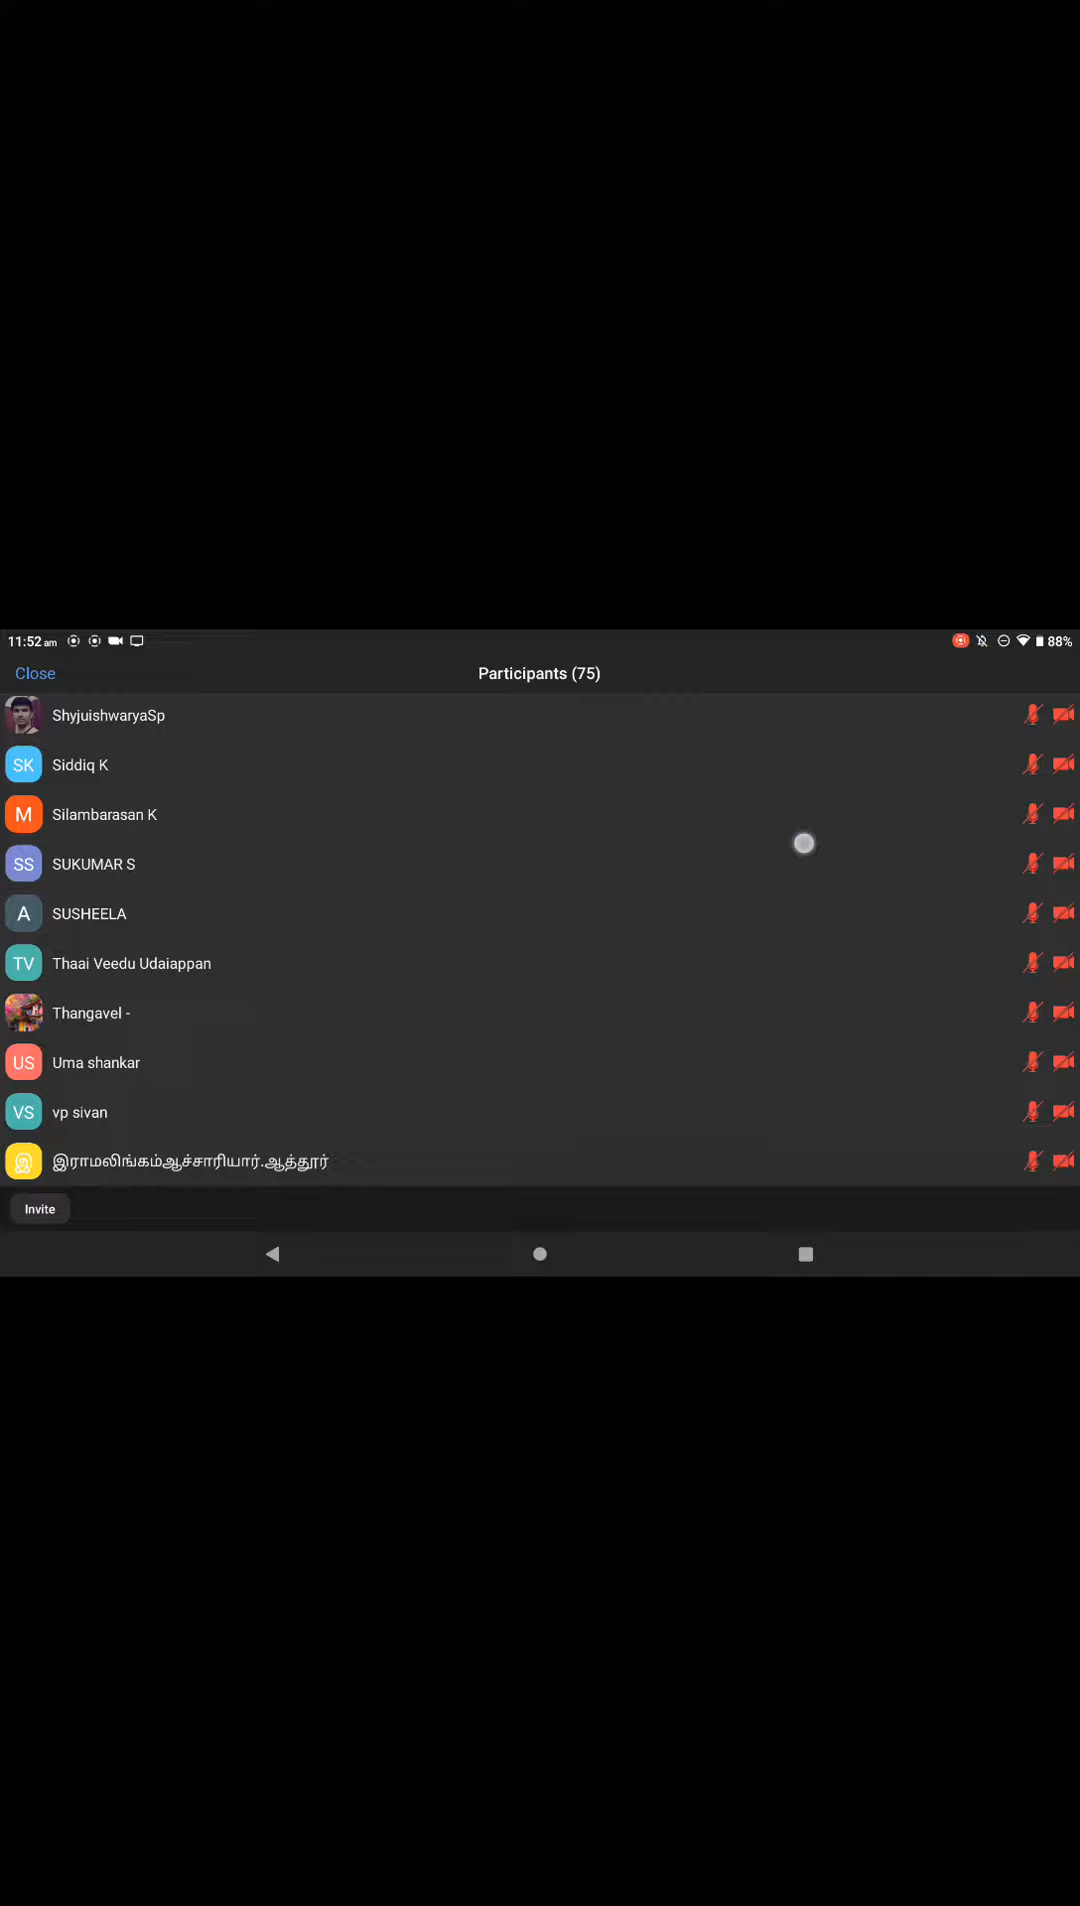 11:52 am 88%
Close Participants (75)
ShyjuishwaryaSp
SK Siddiq K
M Silambarasan K
SS SUKUMAR S
A SUSHEELA
TV Thaai Veedu Udaiappan
Thangavel -
US Uma shankar
VS vp sivan
இ இராமலிங்கம்ஆச்சாரியார்.ஆத்தூர்
Invite